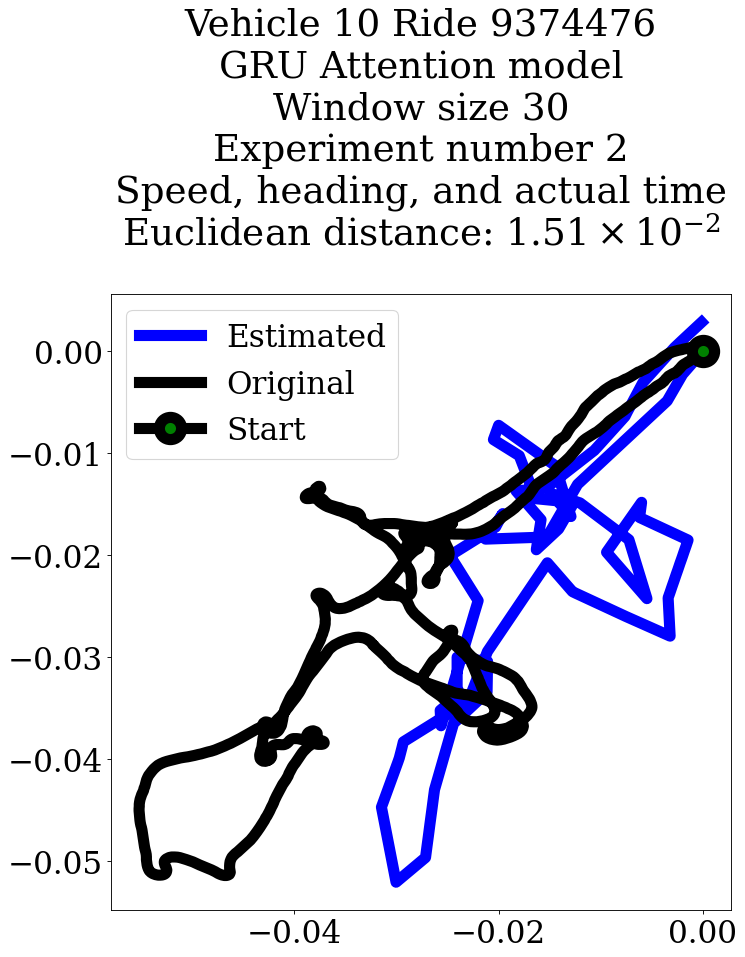 Vehicle 10 Ride 9374476
GRU Attention model
Window size 30
Experiment number 2
Speed, heading, and actual time
Euclidean distance: 1.51 × 10⁻²
Estimated
Original
Start
0.00
−0.01
−0.02
−0.03
−0.04
−0.05
−0.04
−0.02
0.00